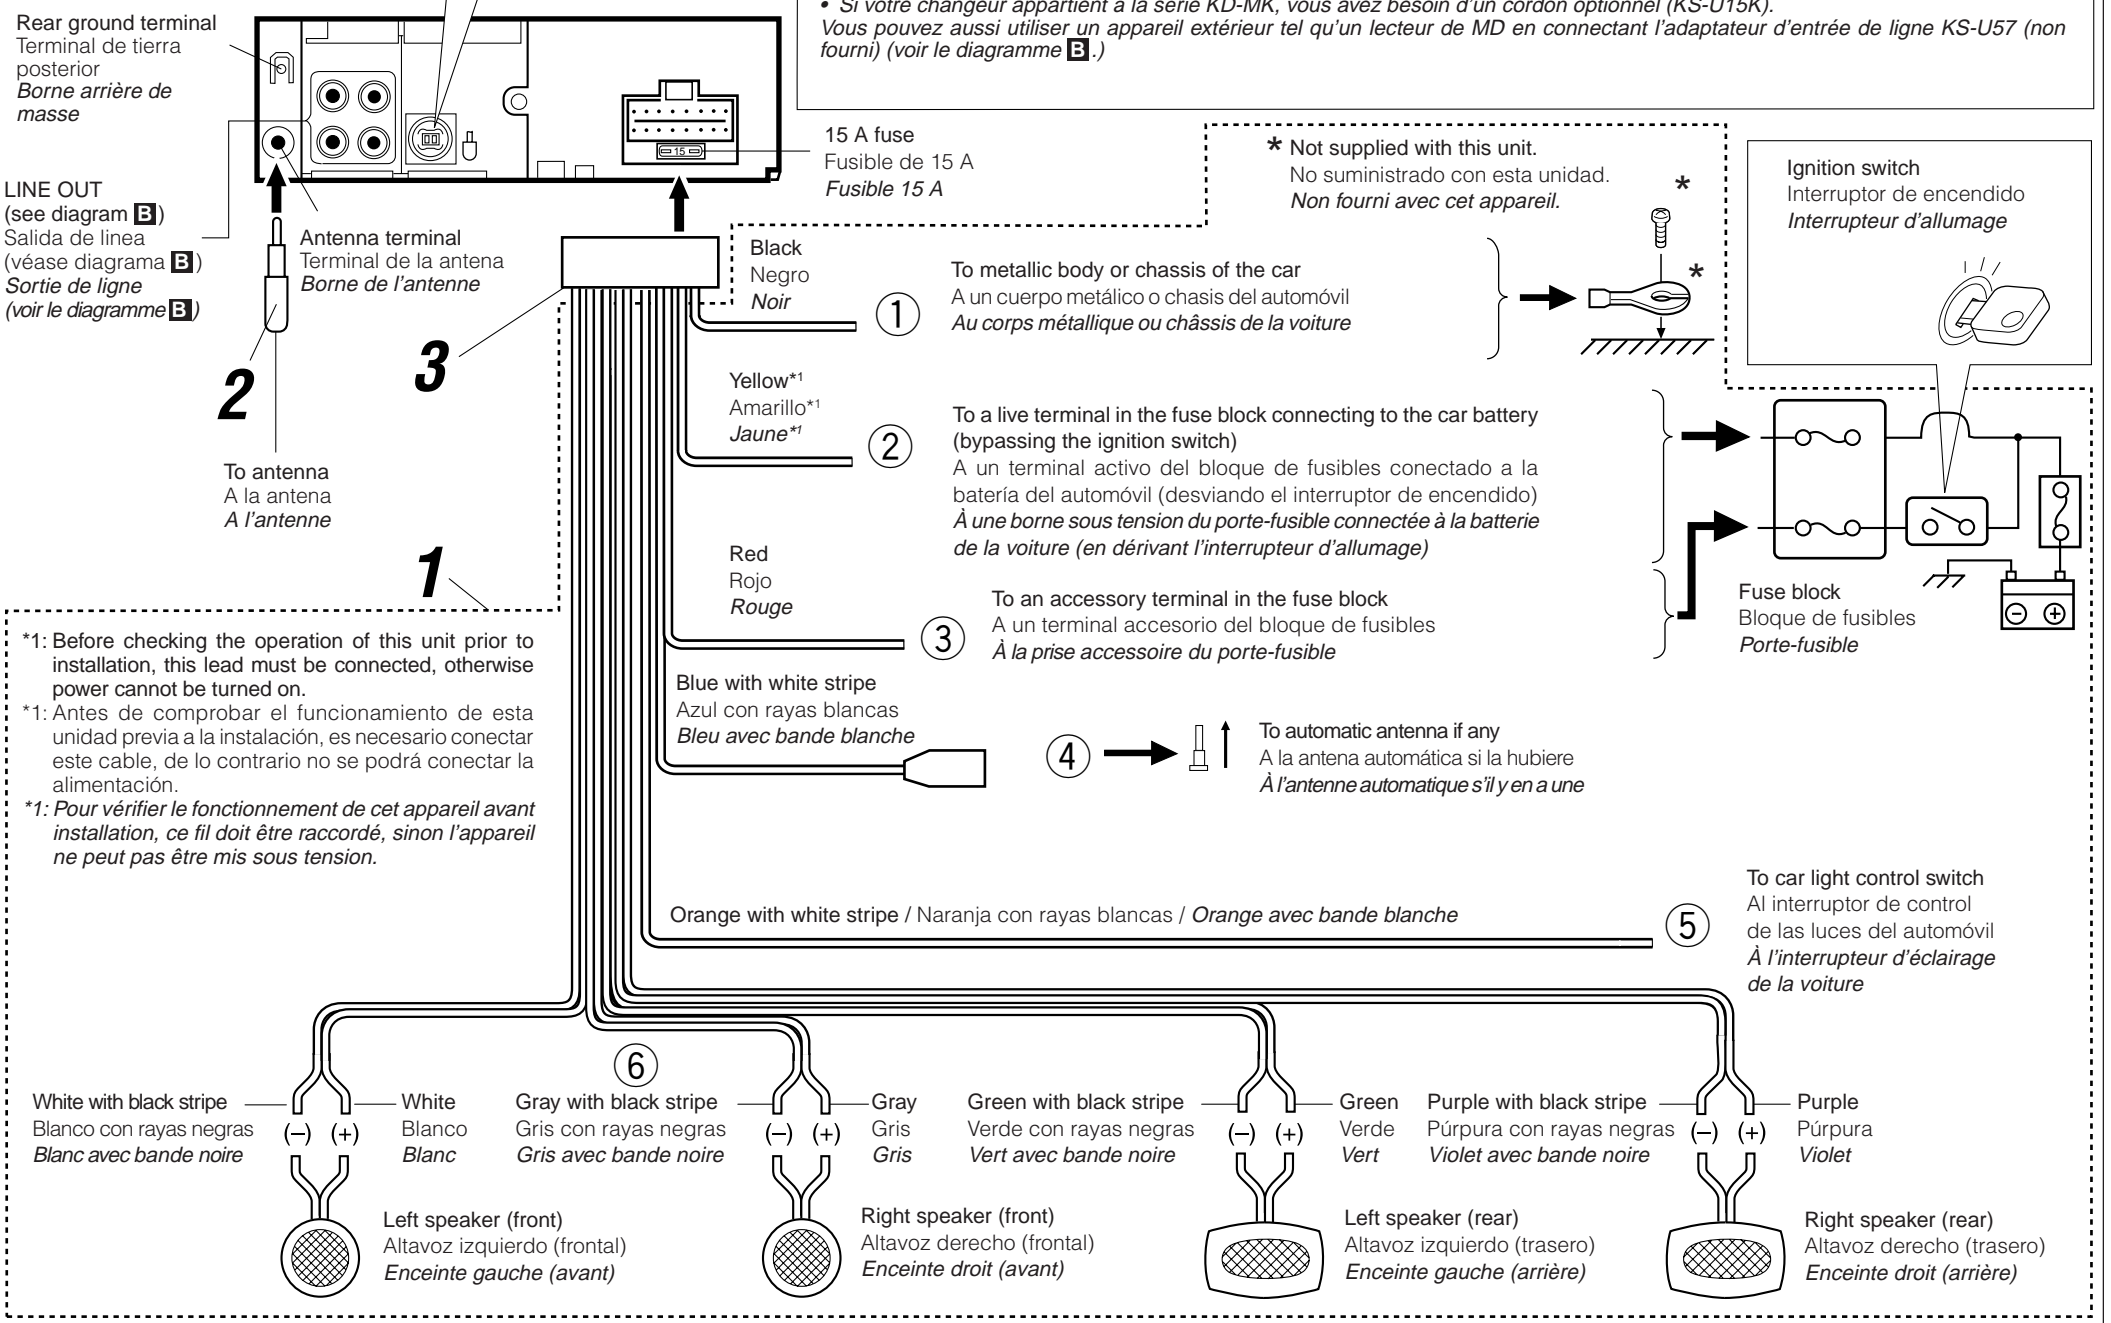 • Si votre changeur appartient à la série KD-MK, vous avez besoin d'un cordon optionnel (KS-U15K).
Vous pouvez aussi utiliser un appareil extérieur tel qu'un lecteur de MD en connectant l'adaptateur d'entrée de ligne KS-U57 (non
fourni) (voir le diagramme B.)
Rear ground terminal
Terminal de tierra
posterior
Borne arrière de
masse
LINE OUT
(see diagram B)
Salida de linea
(véase diagrama B)
Sortie de ligne
(voir le diagramme B)
15
15 A fuse
Fusible de 15 A
Fusible 15 A
Antenna terminal
Terminal de la antena
Borne de l'antenne
2
To antenna
A la antena
A l'antenne
3
1
* Not supplied with this unit.
No suministrado con esta unidad.
Non fourni avec cet appareil.
*
*
Ignition switch
Interruptor de encendido
Interrupteur d'allumage
Black
Negro
Noir
①
To metallic body or chassis of the car
A un cuerpo metálico o chasis del automóvil
Au corps métallique ou châssis de la voiture
Yellow*1
Amarillo*1
Jaune*1
②
To a live terminal in the fuse block connecting to the car battery
(bypassing the ignition switch)
A un terminal activo del bloque de fusibles conectado a la
batería del automóvil (desviando el interruptor de encendido)
À une borne sous tension du porte-fusible connectée à la batterie
de la voiture (en dérivant l'interrupteur d'allumage)
Red
Rojo
Rouge
③
To an accessory terminal in the fuse block
A un terminal accesorio del bloque de fusibles
À la prise accessoire du porte-fusible
Fuse block
Bloque de fusibles
Porte-fusible
− +
*1: Before checking the operation of this unit prior to
installation, this lead must be connected, otherwise
power cannot be turned on.
*1: Antes de comprobar el funcionamiento de esta
unidad previa a la instalación, es necesario conectar
este cable, de lo contrario no se podrá conectar la
alimentación.
*1: Pour vérifier le fonctionnement de cet appareil avant
installation, ce fil doit être raccordé, sinon l'appareil
ne peut pas être mis sous tension.
Blue with white stripe
Azul con rayas blancas
Bleu avec bande blanche
④
To automatic antenna if any
A la antena automática si la hubiere
À l'antenne automatique s'il y en a une
Orange with white stripe / Naranja con rayas blancas / Orange avec bande blanche
⑤
To car light control switch
Al interruptor de control
de las luces del automóvil
À l'interrupteur d'éclairage
de la voiture
⑥
White with black stripe
Blanco con rayas negras
Blanc avec bande noire
(−) (+)
White
Blanco
Blanc
Gray with black stripe
Gris con rayas negras
Gris avec bande noire
(−) (+)
Gray
Gris
Gris
Green with black stripe
Verde con rayas negras
Vert avec bande noire
(−) (+)
Green
Verde
Vert
Purple with black stripe
Púrpura con rayas negras
Violet avec bande noire
(−) (+)
Purple
Púrpura
Violet
Left speaker (front)
Altavoz izquierdo (frontal)
Enceinte gauche (avant)
Right speaker (front)
Altavoz derecho (frontal)
Enceinte droit (avant)
Left speaker (rear)
Altavoz izquierdo (trasero)
Enceinte gauche (arrière)
Right speaker (rear)
Altavoz derecho (trasero)
Enceinte droit (arrière)